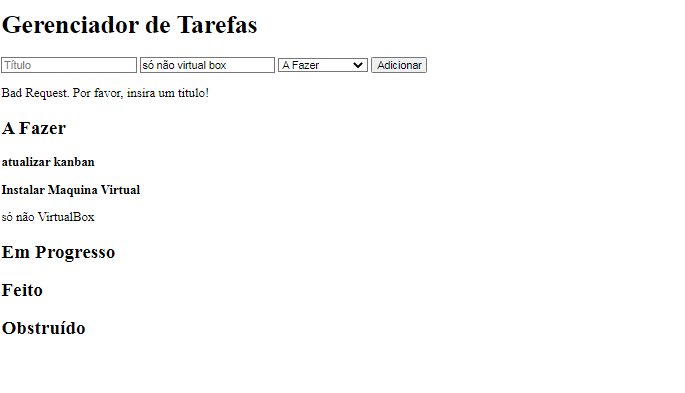 Gerenciador de Tarefas
Título só não virtual box A Fazer Adicionar
Bad Request. Por favor, insira um título!
A Fazer
atualizar kanban
Instalar Maquina Virtual
só não VirtualBox
Em Progresso
Feito
Obstruído